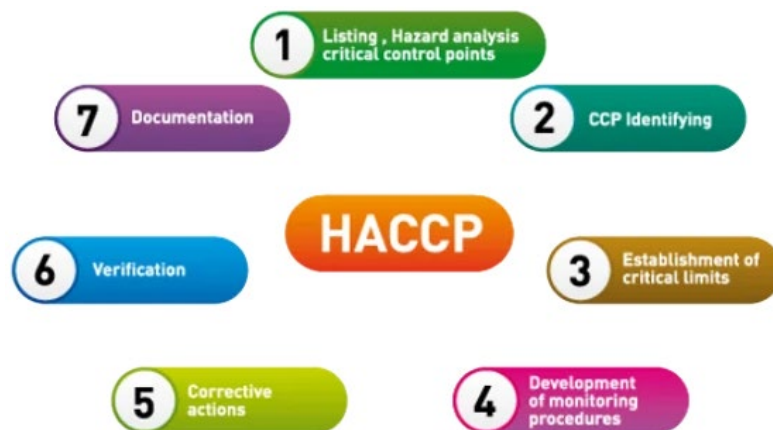 1
Listing , Hazard analysis
critical control points
7
Documentation
2
CCP Identifying
HACCP
6
Verification
3
Establishment of
critical limits
5
Corrective
actions
4
Development
of monitoring
procedures